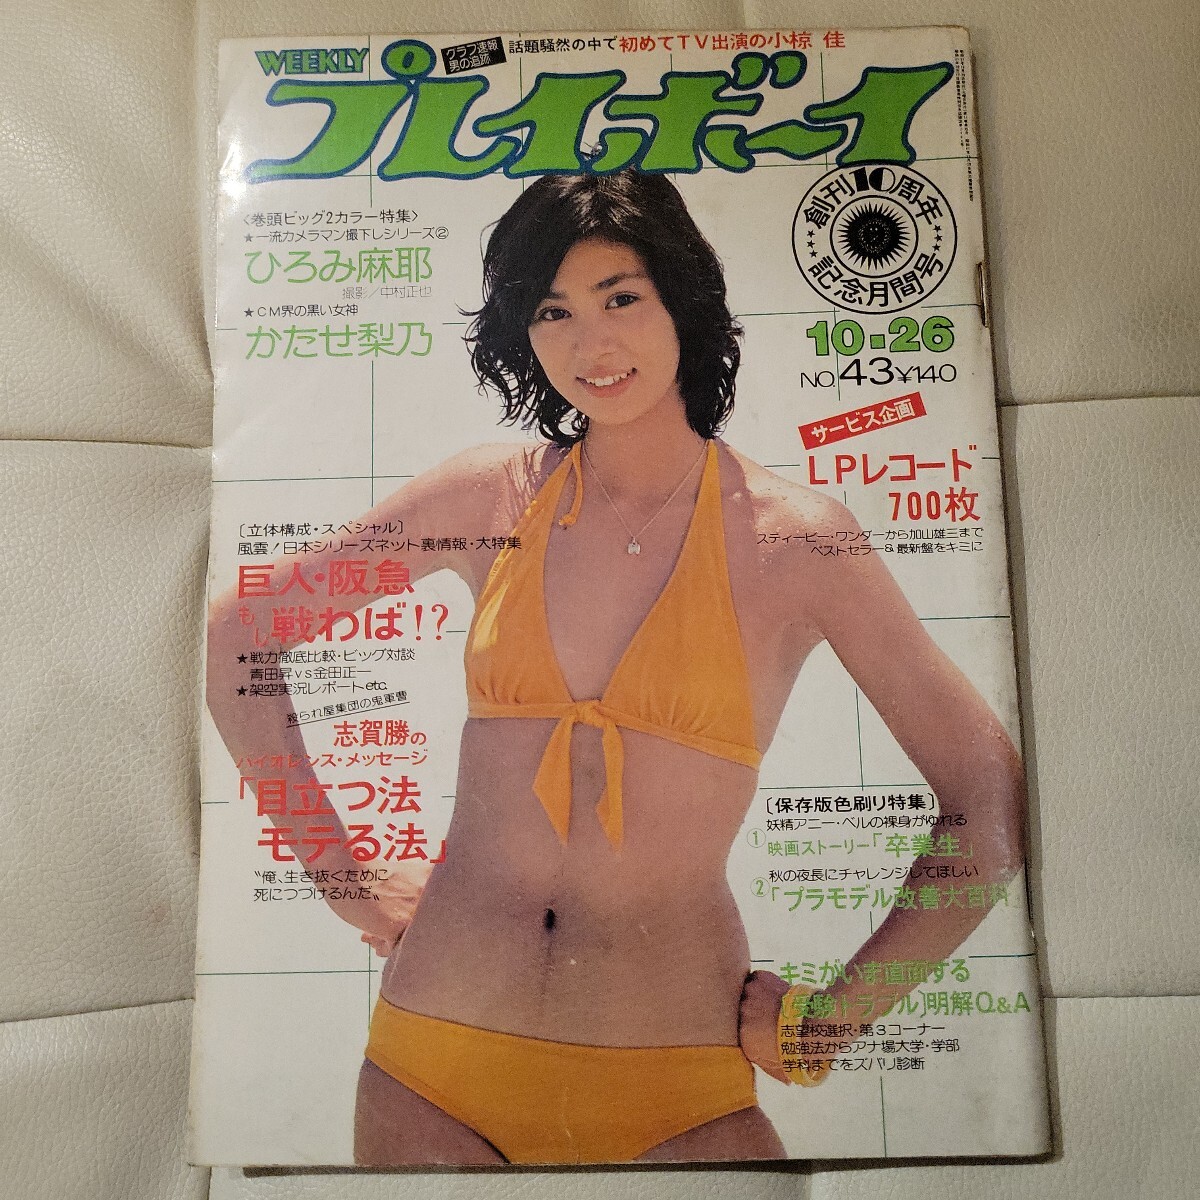 WEEKLY
プレイボーイ
グラフ速報
男の追跡
話題騒然の中で初めてTV出演の小椋 佳
創刊10周年
記念月間号
10・26
NO.43 ¥140
〈巻頭ビッグ2カラー特集〉
★一流カメラマン撮下しシリーズ②
ひろみ麻耶
撮影/中村正也
★CM界の黒い女神
かたせ梨乃
サービス企画
LPレコード
700枚
スティービー・ワンダーから加山雄三まで
ベストセラー&最新盤をキミに
〔立体構成・スペシャル〕
風雲!日本シリーズネット裏情報・大特集
巨人・阪急
もし戦わば!?
★戦力徹底比較・ビッグ対談
青田昇vs金田正一
★架空実況レポートetc.
殺られ屋集団の鬼軍曹
志賀勝の
バイオレンス・メッセージ
「目立つ法
モテる法」
〝俺、生き抜くために
死につづけるんだ〟
〔保存版色刷り特集〕
妖精アニー・ベルの裸身がゆれる
①映画ストーリー「卒業生」
秋の夜長にチャレンジしてほしい
②「プラモデル改善大百科」
キミがいま直面する
〔受験トラブル〕明解Q&A
志望校選択・第3コーナー
勉強法からアナ場大学・学部
学科までをズバリ診断